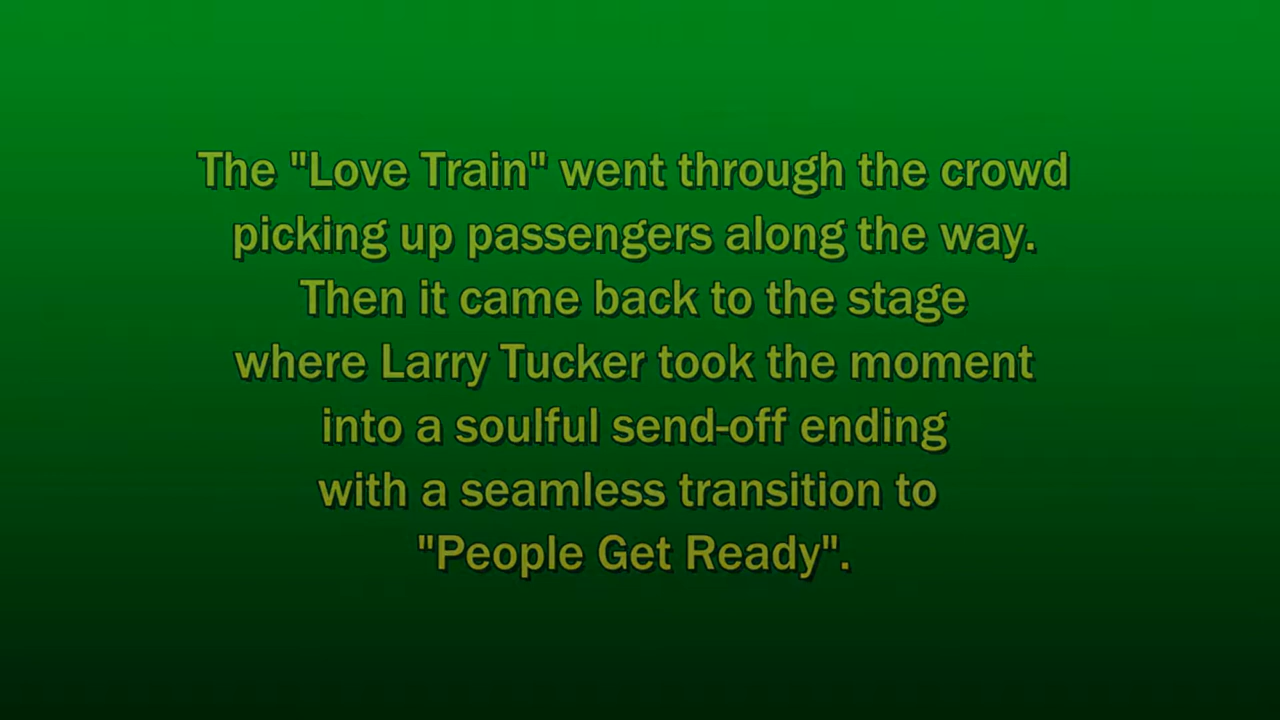 The "Love Train" went through the crowd
picking up passengers along the way.
Then it came back to the stage
where Larry Tucker took the moment
into a soulful send-off ending
with a seamless transition to
"People Get Ready".